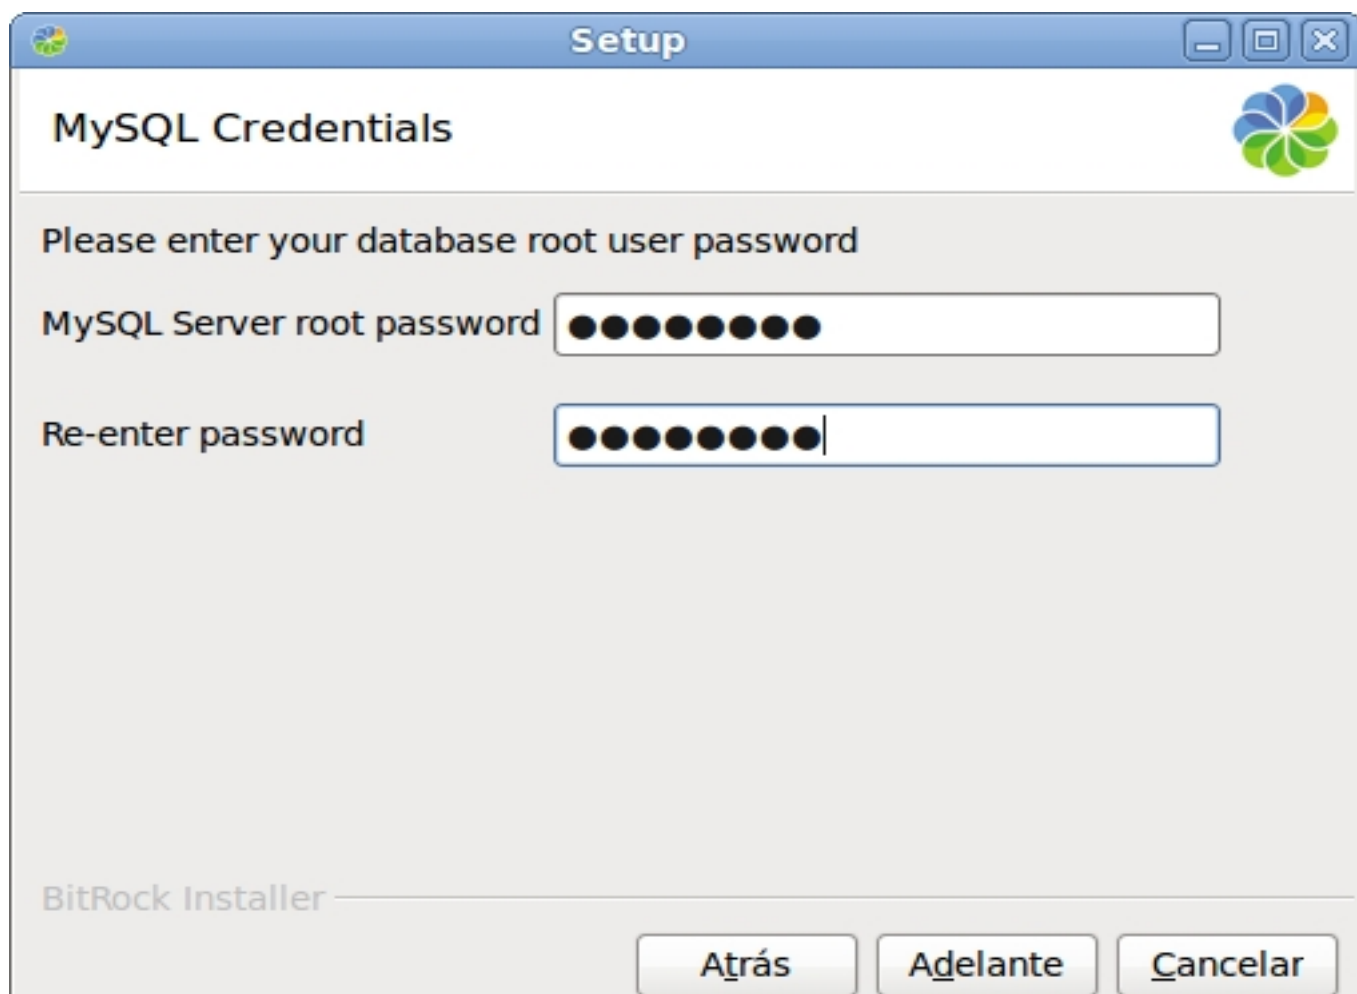 Setup
MySQL Credentials
Please enter your database root user password
MySQL Server root password ●●●●●●●●
Re-enter password ●●●●●●●●
BitRock Installer
Atrás Adelante Cancelar